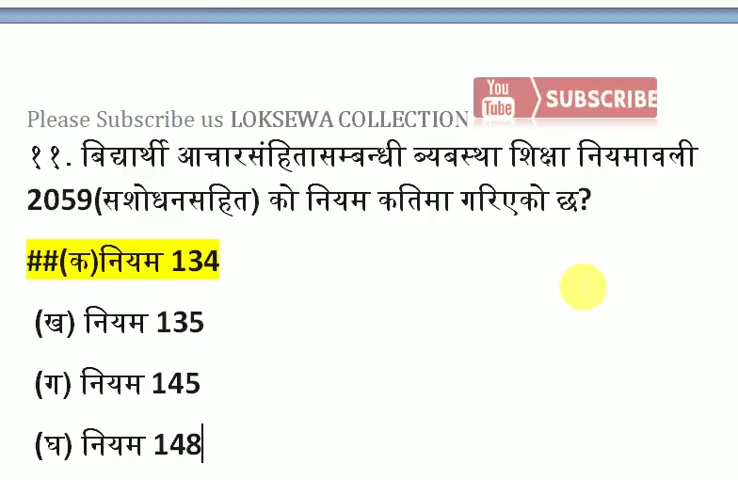 You
Tube SUBSCRIBE
Please Subscribe us LOKSEWA COLLECTION
११. बिद्यार्थी आचारसंहितासम्बन्धी ब्यबस्था शिक्षा नियमावली
2059(सशोधनसहित) को नियम कतिमा गरिएको छ?
##(क)नियम 134
(ख) नियम 135
(ग) नियम 145
(घ) नियम 148